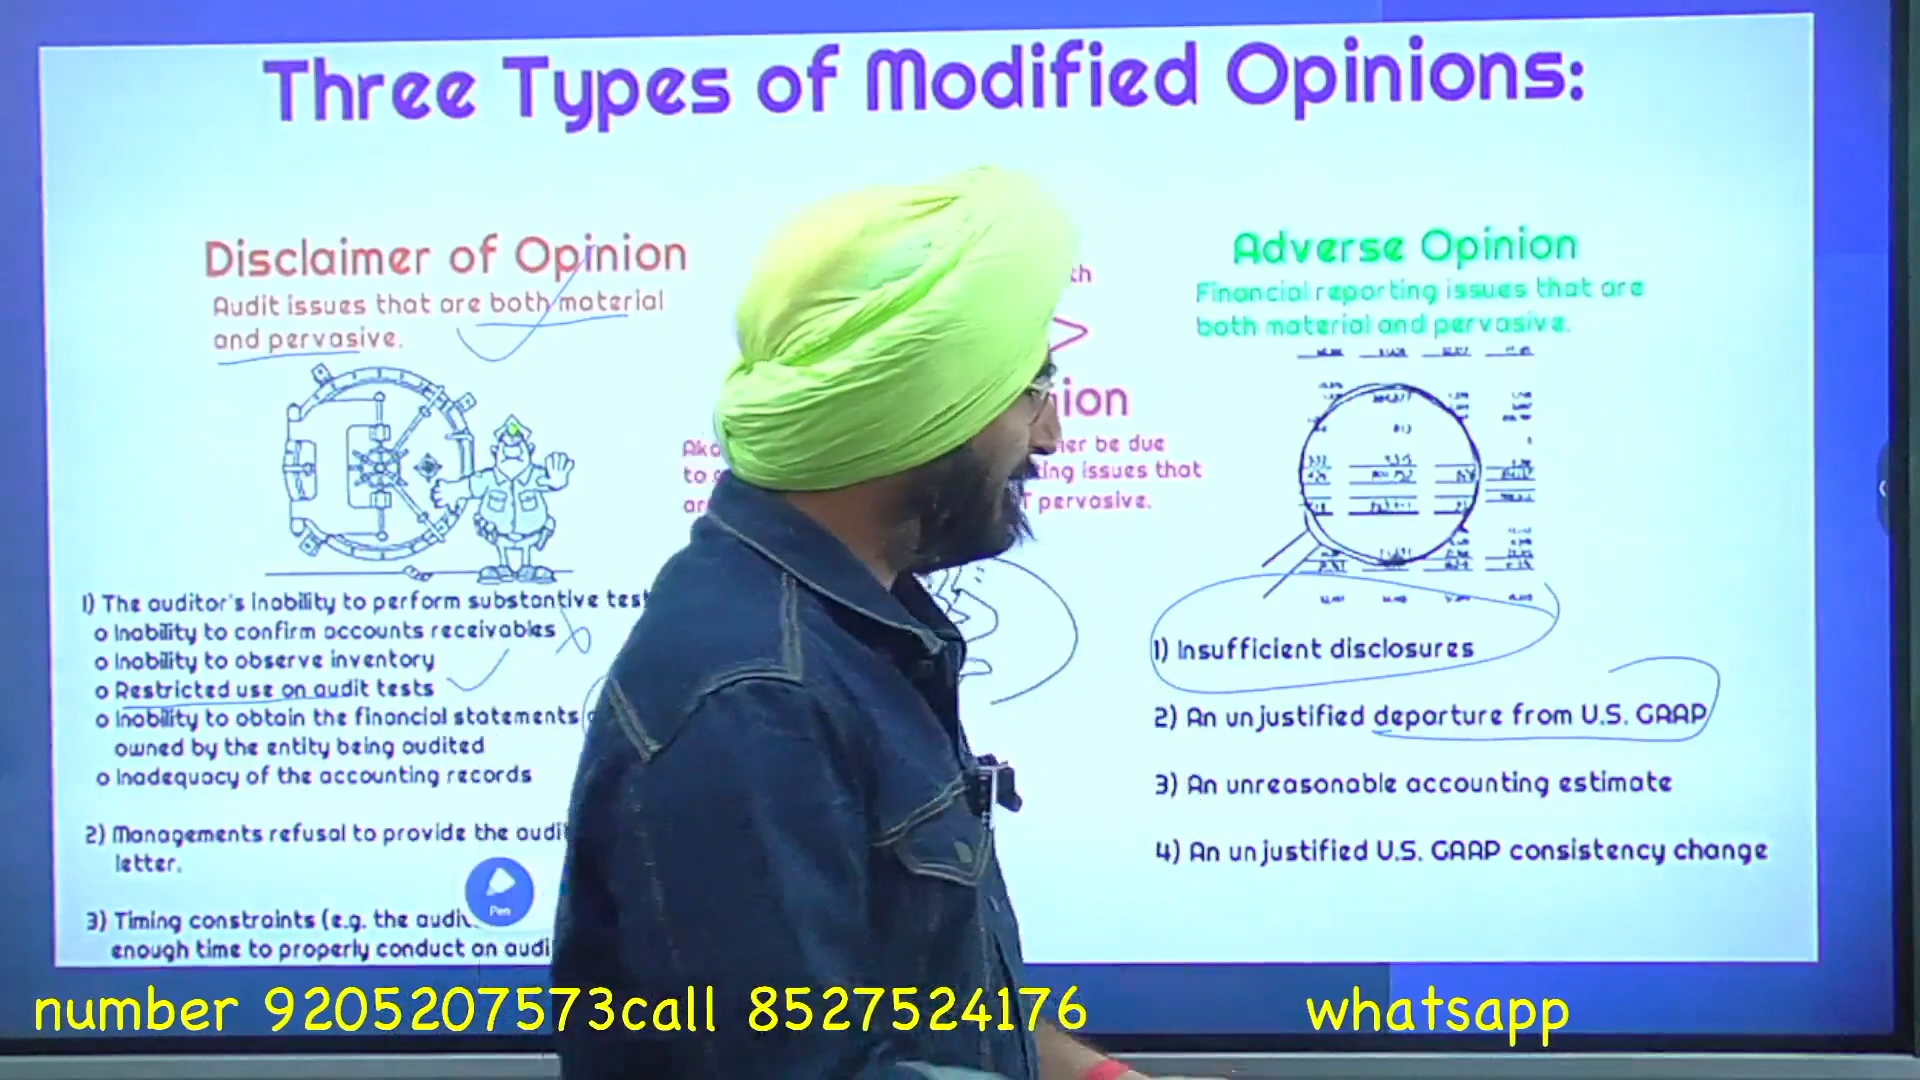 Three Types of Modified Opinions:
Disclaimer of Opinion
Audit issues that are both material
and pervasive.
1) The auditor's inability to perform substantive
o Inability to confirm accounts receivables
o Inability to observe inventory
o Restricted use on audit tests
o Inability to obtain the financial statements
owned by the entity being audited
o Inadequacy of the accounting records
2) Managements refusal to provide the
letter.
3) Timing constraints (e.g. the
enough time to properly conduct an
Pen
be due
issues that
pervasive.
Adverse Opinion
Financial reporting issues that are
both material and pervasive.
1) Insufficient disclosures
2) An unjustified departure from U.S. GAAP
3) An unreasonable accounting estimate
4) An unjustified U.S. GAAP consistency change
number 9205207573call 8527524176 whatsapp